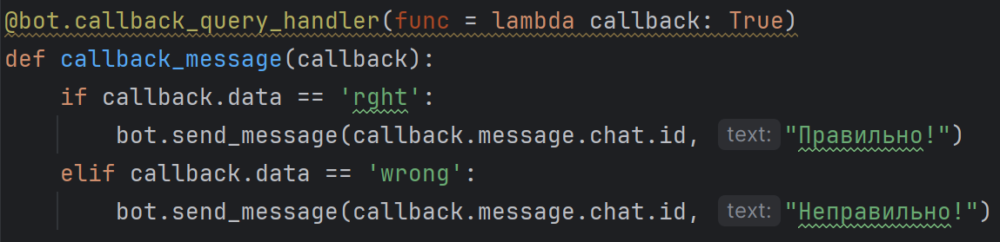 @bot.callback_query_handler(func = lambda callback: True)
def callback_message(callback):
    if callback.data == 'rght':
        bot.send_message(callback.message.chat.id, text: "Правильно!")
    elif callback.data == 'wrong':
        bot.send_message(callback.message.chat.id, text: "Неправильно!")